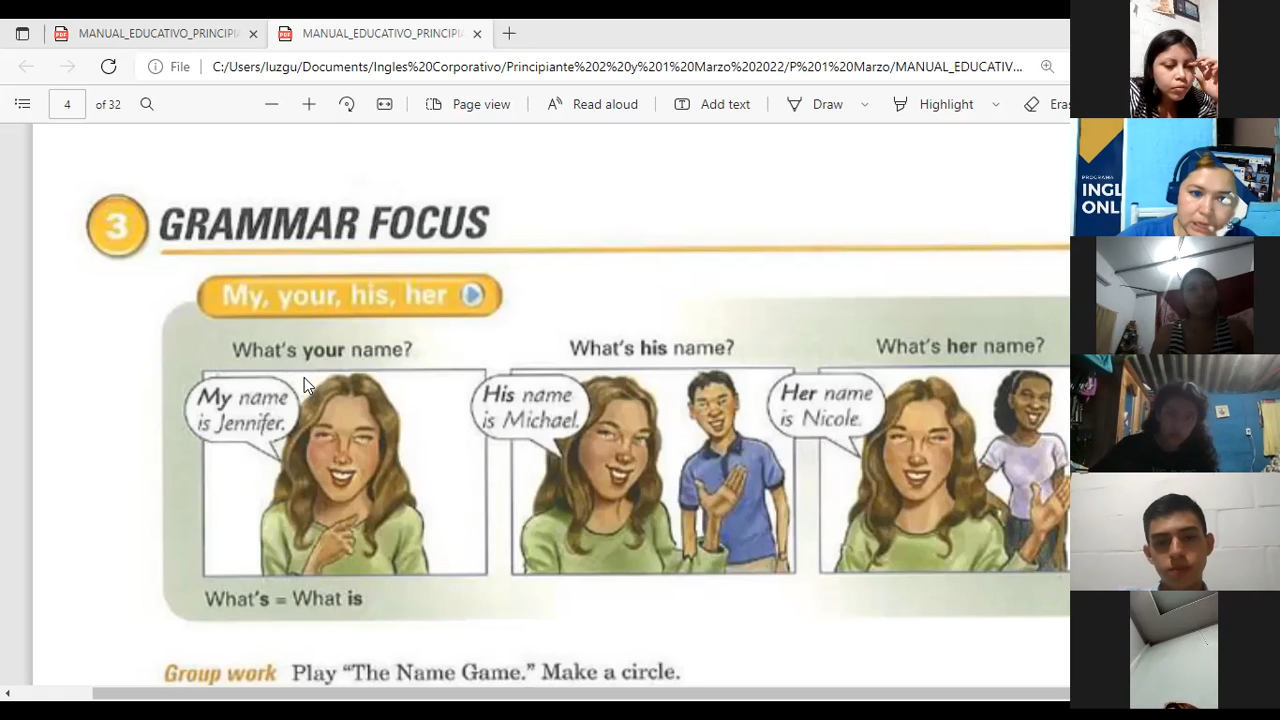 MANUAL_EDUCATIVO_PRINCIPI
MANUAL_EDUCATIVO_PRINCIPI
File
C:/Users/luzgu/Documents/Ingles%20Corporativo/Principiante%202%20y%201%20Marzo%202022/P%201%20Marzo/MANUAL_EDUCATIV...
4 of 32
Page view
Read aloud
Add text
Draw
Highlight
Eras
3 GRAMMAR FOCUS
My, your, his, her
What's your name?
My name
is Jennifer.
What's his name?
His name
is Michael.
What's her name?
Her name
is Nicole.
What's = What is
Group work Play “The Name Game.” Make a circle.
PROGRAMA
INGL
ONL